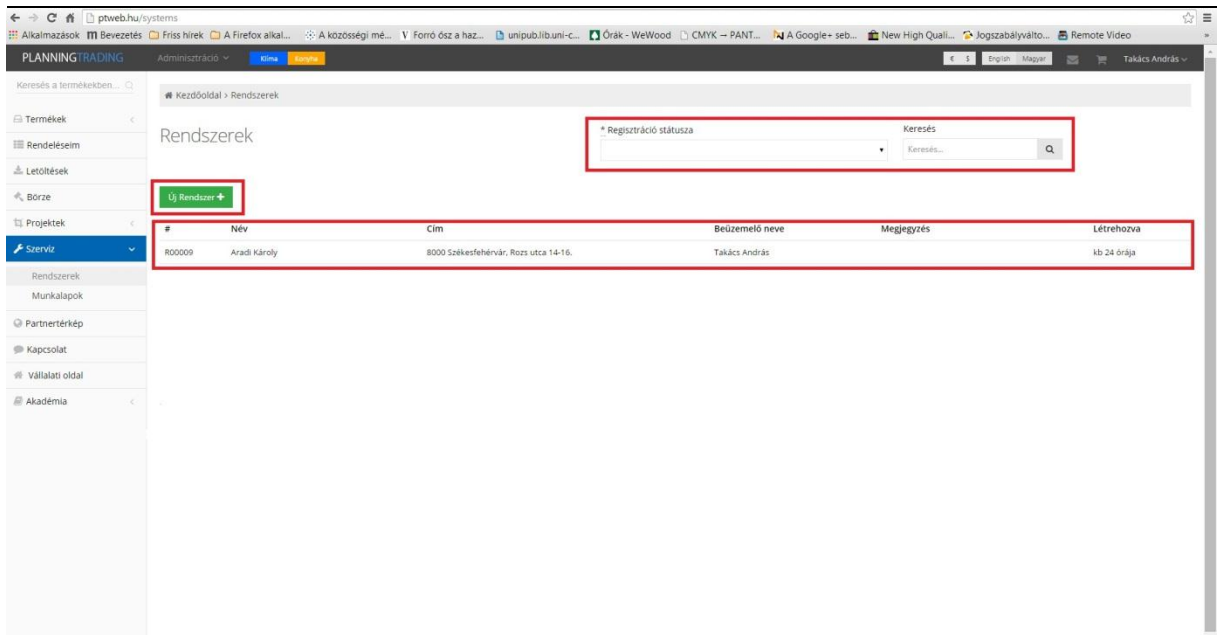 ptweb.hu/systems
Alkalmazások Bevezetés Friss hírek A Firefox alkal... A közösségi mé... Forró ósz a haz... unipub.lib.uni-c... Órák - WeWood CMYK → PANT... A Google+ seb... New High Quali... Jogszabályválto... Remote Video »
PLANNINGTRADING Adminisztráció Klíma Konyha € $ English Magyar Takács András
Keresés a termékekben...
Kezdőoldal > Rendszerek
Termékek
Rendeléseim
Letöltések
Börze
Projektek
Szerviz
Rendszerek
Munkalapok
Partnertérkép
Kapcsolat
Vállalati oldal
Akadémia
Rendszerek
* Regisztráció státusza
Keresés
Keresés...
Új Rendszer +
# Név Cím Beüzemelő neve Megjegyzés Létrehozva
R00009 Aradi Károly 8000 Székesfehérvár, Rozs utca 14-16. Takács András kb 24 órája